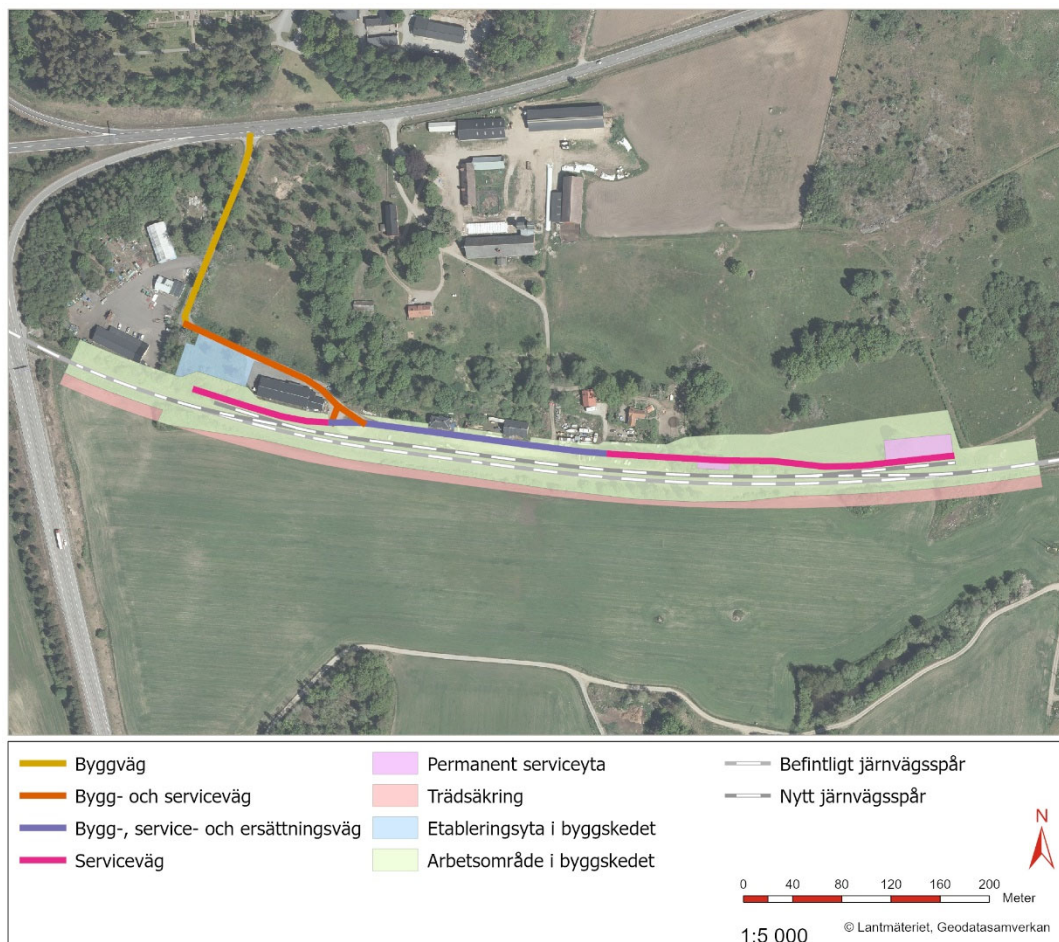 Byggväg
Bygg- och serviceväg
Bygg-, service- och ersättningsväg
Serviceväg
Permanent serviceyta
Trädsäkring
Etableringsyta i byggskedet
Arbetsområde i byggskedet
Befintligt järnvägsspår
Nytt järnvägsspår
N
0 40 80 120 160 200
Meter
1:5 000
© Lantmäteriet, Geodatasamverkan